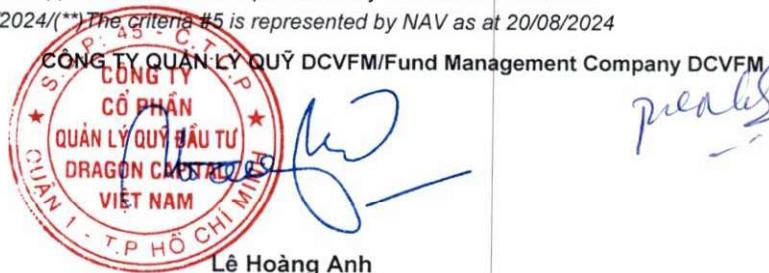 2024/(**)The criteria #5 is represented by NAV as at 20/08/2024
CÔNG TY QUẢN LÝ QUỸ DCVFM/Fund Management Company DCVFM
CÔNG TY
CỔ PHẦN
QUẢN LÝ QUỸ ĐẦU TƯ
DRAGON CAPITAL
VIỆT NAM
QUẬN 1 - T.P HỒ CHÍ MINH
Lê Hoàng Anh